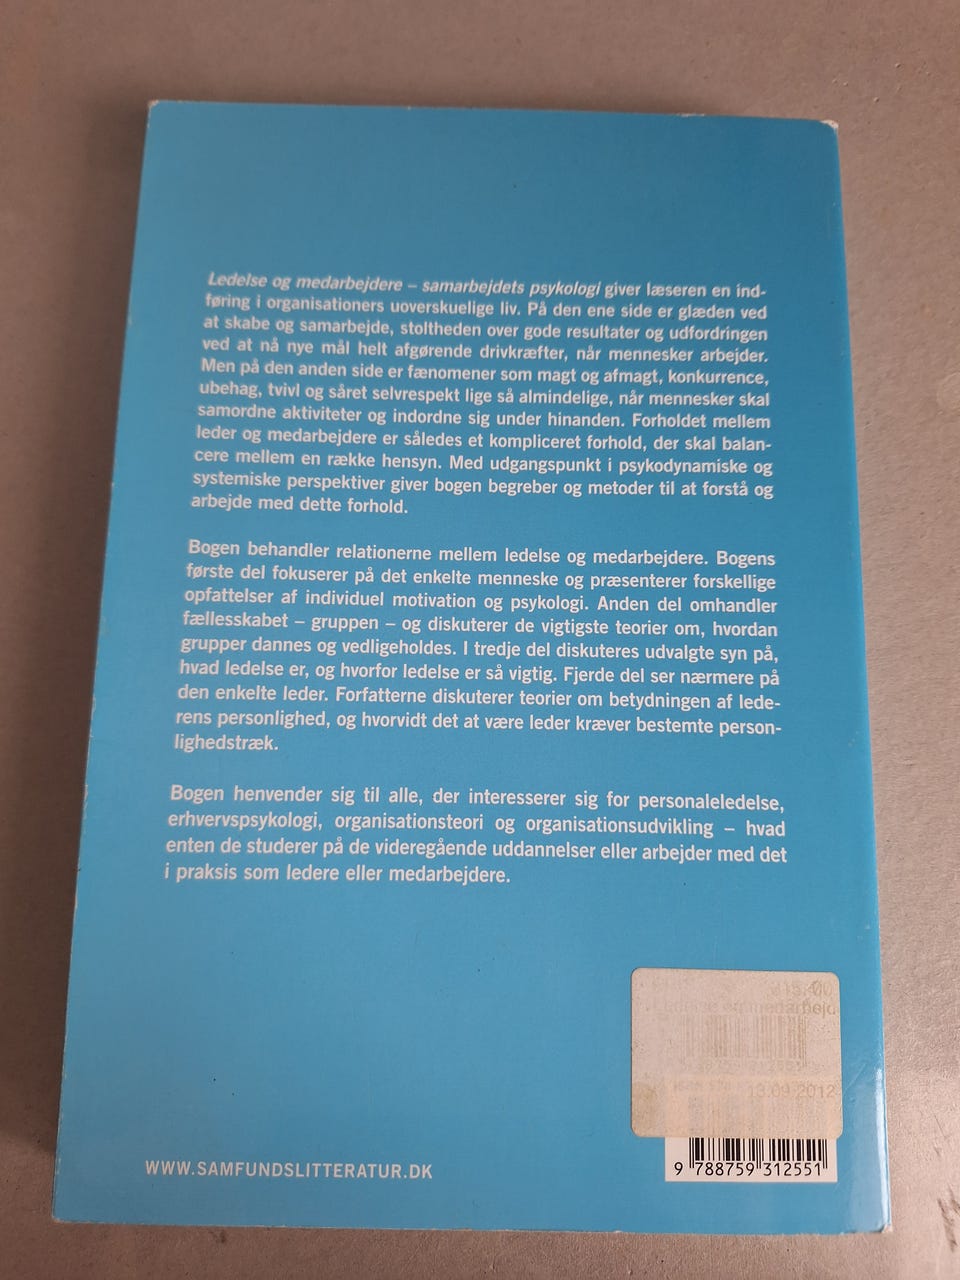 Ledelse og medarbejdere – samarbejdets psykologi giver læseren en ind-
føring i organisationers uoverskuelige liv. På den ene side er glæden ved
at skabe og samarbejde, stoltheden over gode resultater og udfordringen
ved at nå nye mål helt afgørende drivkræfter, når mennesker arbejder.
Men på den anden side er fænomener som magt og afmagt, konkurrence,
ubehag, tvivl og såret selvrespekt lige så almindelige, når mennesker skal
samordne aktiviteter og indordne sig under hinanden. Forholdet mellem
leder og medarbejdere er således et kompliceret forhold, der skal balan-
cere mellem en række hensyn. Med udgangspunkt i psykodynamiske og
systemiske perspektiver giver bogen begreber og metoder til at forstå og
arbejde med dette forhold.
Bogen behandler relationerne mellem ledelse og medarbejdere. Bogens
første del fokuserer på det enkelte menneske og præsenterer forskellige
opfattelser af individuel motivation og psykologi. Anden del omhandler
fællesskabet – gruppen – og diskuterer de vigtigste teorier om, hvordan
grupper dannes og vedligeholdes. I tredje del diskuteres udvalgte syn på,
hvad ledelse er, og hvorfor ledelse er så vigtig. Fjerde del ser nærmere på
den enkelte leder. Forfatterne diskuterer teorier om betydningen af lede-
rens personlighed, og hvorvidt det at være leder kræver bestemte person-
lighedstræk.
Bogen henvender sig til alle, der interesserer sig for personaleledelse,
erhvervspsykologi, organisationsteori og organisationsudvikling – hvad
enten de studerer på de videregående uddannelser eller arbejder med det
i praksis som ledere eller medarbejdere.
Ledelse og medarbejd
13.09.2012
9 788759 312551
WWW.SAMFUNDSLITTERATUR.DK